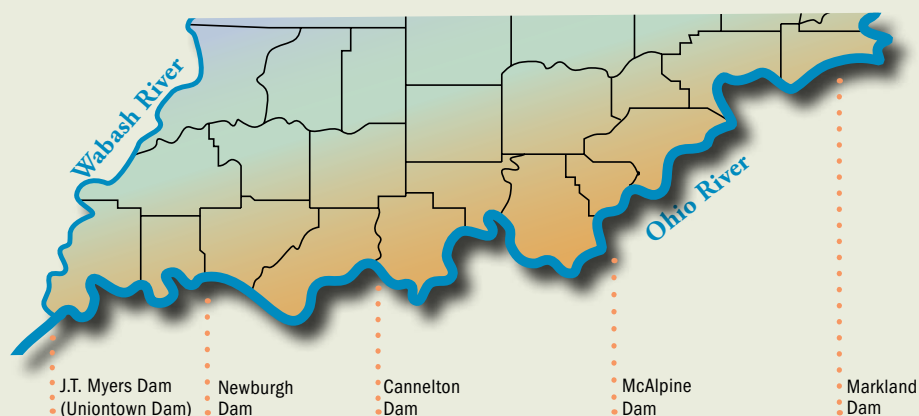 Wabash River
Ohio River
J.T. Myers Dam
(Uniontown Dam)
Newburgh
Dam
Cannelton
Dam
McAlpine
Dam
Markland
Dam